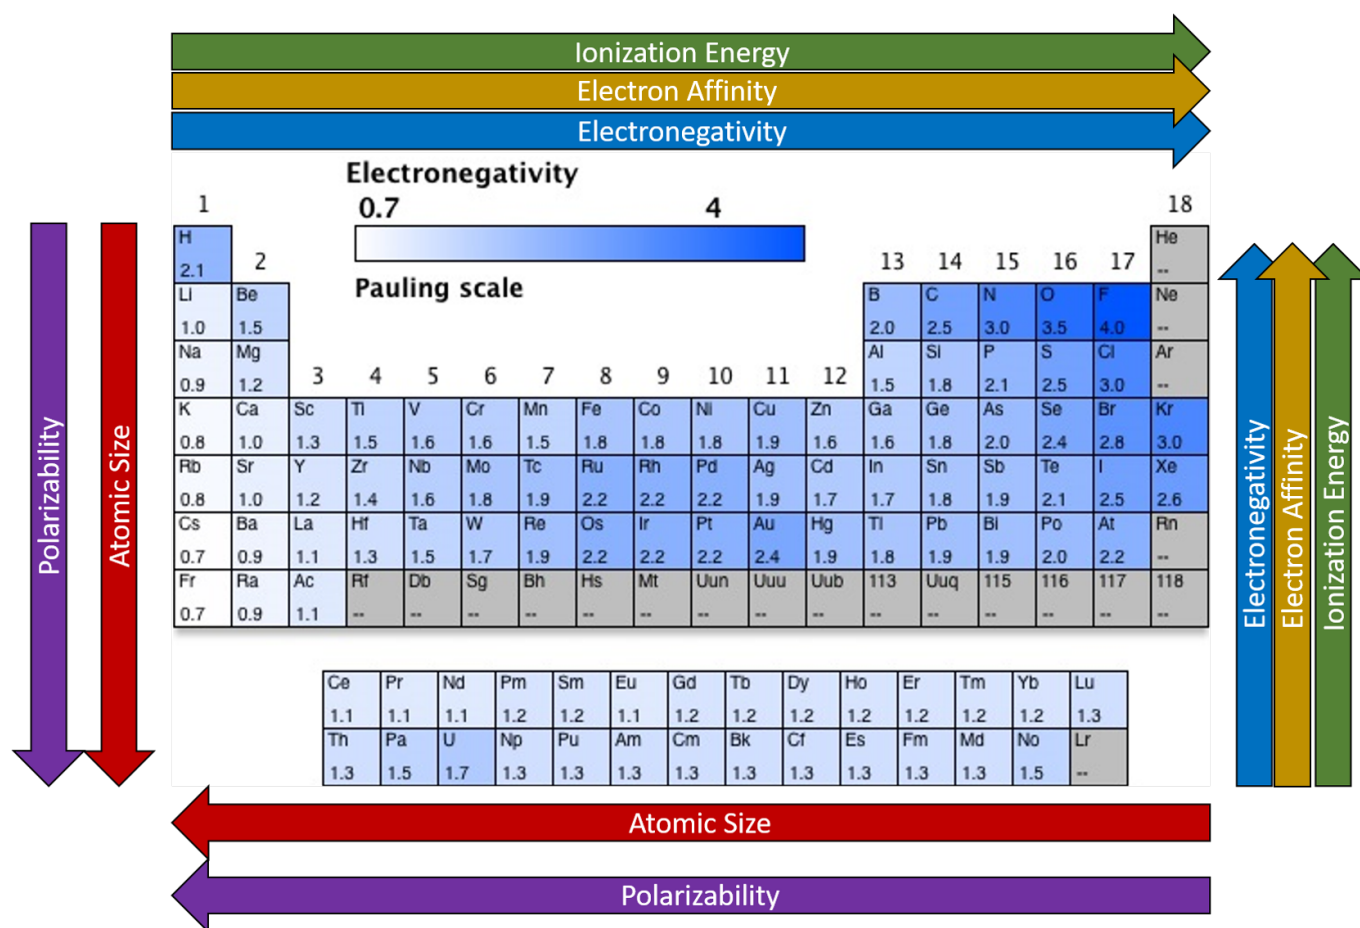 Ionization Energy
Electron Affinity
Electronegativity
Electronegativity
0.7 4
Pauling scale
1 18
2 13 14 15 16 17
3 4 5 6 7 8 9 10 11 12
H He
2.1 --
Li Be B C N O F Ne
1.0 1.5 2.0 2.5 3.0 3.5 4.0 --
Na Mg Al Si P S Cl Ar
0.9 1.2 1.5 1.8 2.1 2.5 3.0 --
K Ca Sc Ti V Cr Mn Fe Co Ni Cu Zn Ga Ge As Se Br Kr
0.8 1.0 1.3 1.5 1.6 1.6 1.5 1.8 1.8 1.8 1.9 1.6 1.6 1.8 2.0 2.4 2.8 3.0
Rb Sr Y Zr Nb Mo Tc Ru Rh Pd Ag Cd In Sn Sb Te I Xe
0.8 1.0 1.2 1.4 1.6 1.8 1.9 2.2 2.2 2.2 1.9 1.7 1.7 1.8 1.9 2.1 2.5 2.6
Cs Ba La Hf Ta W Re Os Ir Pt Au Hg Tl Pb Bi Po At Rn
0.7 0.9 1.1 1.3 1.5 1.7 1.9 2.2 2.2 2.2 2.4 1.9 1.8 1.9 1.9 2.0 2.2 --
Fr Ra Ac Rf Db Sg Bh Hs Mt Uun Uuu Uub 113 Uuq 115 116 117 118
0.7 0.9 1.1 -- -- -- -- -- -- -- -- -- -- -- -- -- -- --
Ce Pr Nd Pm Sm Eu Gd Tb Dy Ho Er Tm Yb Lu
1.1 1.1 1.1 1.2 1.2 1.1 1.2 1.2 1.2 1.2 1.2 1.2 1.2 1.3
Th Pa U Np Pu Am Cm Bk Cf Es Fm Md No Lr
1.3 1.5 1.7 1.3 1.3 1.3 1.3 1.3 1.3 1.3 1.3 1.3 1.5 --
Polarizability
Atomic Size
Electronegativity
Electron Affinity
Ionization Energy
Atomic Size
Polarizability